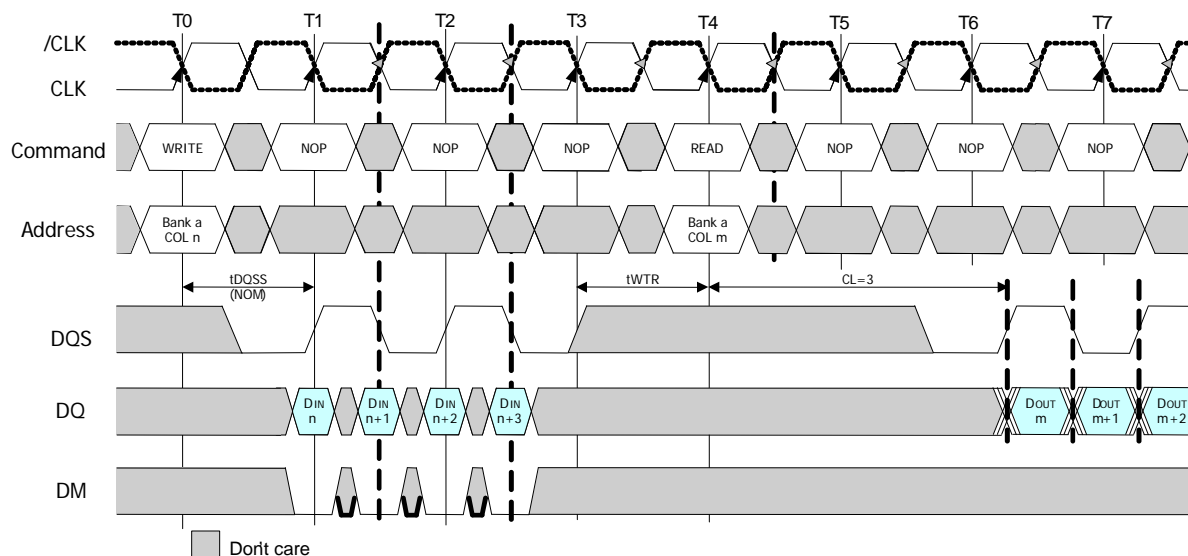 T0 T1 T2 T3 T4 T5 T6 T7
/CLK
CLK
Command WRITE NOP NOP NOP READ NOP NOP NOP
Address Bank a COL n Bank a COL m
tDQSS (NOM) tWTR CL=3
DQS
DQ DIN n DIN n+1 DIN n+2 DIN n+3 DOUT m DOUT m+1 DOUT m+2
DM
Don't care